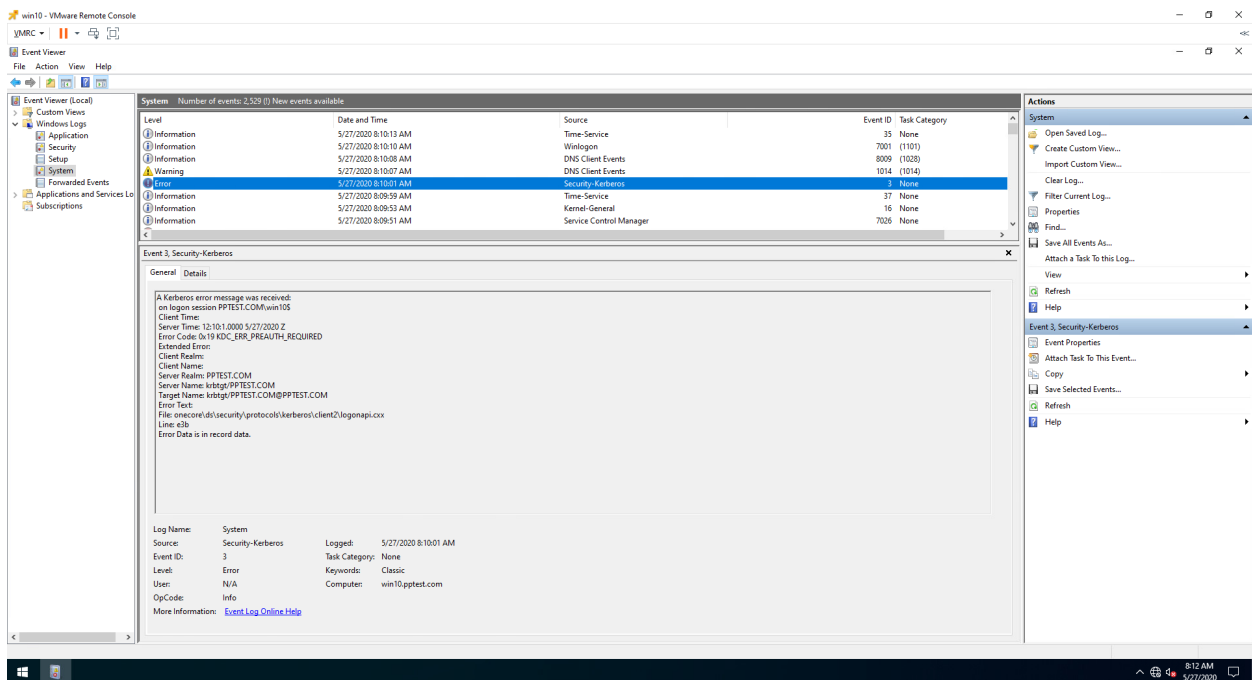 win10 - VMware Remote Console
VMRC
Event Viewer
File Action View Help
Event Viewer (Local)
Custom Views
Windows Logs
Application
Security
Setup
System
Forwarded Events
Applications and Services Lo
Subscriptions
System Number of events: 2,529 (!) New events available
Level Date and Time Source Event ID Task Category
Information 5/27/2020 8:10:13 AM Time-Service 35 None
Information 5/27/2020 8:10:10 AM Winlogon 7001 (1101)
Information 5/27/2020 8:10:08 AM DNS Client Events 8009 (1028)
Warning 5/27/2020 8:10:07 AM DNS Client Events 1014 (1014)
Error 5/27/2020 8:10:01 AM Security-Kerberos 3 None
Information 5/27/2020 8:09:59 AM Time-Service 37 None
Information 5/27/2020 8:09:53 AM Kernel-General 16 None
Information 5/27/2020 8:09:51 AM Service Control Manager 7026 None
Event 3, Security-Kerberos
General Details
A Kerberos error message was received:
on logon session PPTEST.COM\win10$
Client Time:
Server Time: 12:10:1.0000 5/27/2020 Z
Error Code: 0x19 KDC_ERR_PREAUTH_REQUIRED
Extended Error:
Client Realm:
Client Name:
Server Realm: PPTEST.COM
Server Name: krbtgt/PPTEST.COM
Target Name: krbtgt/PPTEST.COM@PPTEST.COM
Error Text:
File: onecore\ds\security\protocols\kerberos\client2\logonapi.cxx
Line: e3b
Error Data is in record data.
Log Name: System
Source: Security-Kerberos Logged: 5/27/2020 8:10:01 AM
Event ID: 3 Task Category: None
Level: Error Keywords: Classic
User: N/A Computer: win10.pptest.com
OpCode: Info
More Information: Event Log Online Help
Actions
System
Open Saved Log...
Create Custom View...
Import Custom View...
Clear Log...
Filter Current Log...
Properties
Find...
Save All Events As...
Attach a Task To this Log...
View
Refresh
Help
Event 3, Security-Kerberos
Event Properties
Attach Task To This Event...
Copy
Save Selected Events...
Refresh
Help
8:12 AM
5/27/2020